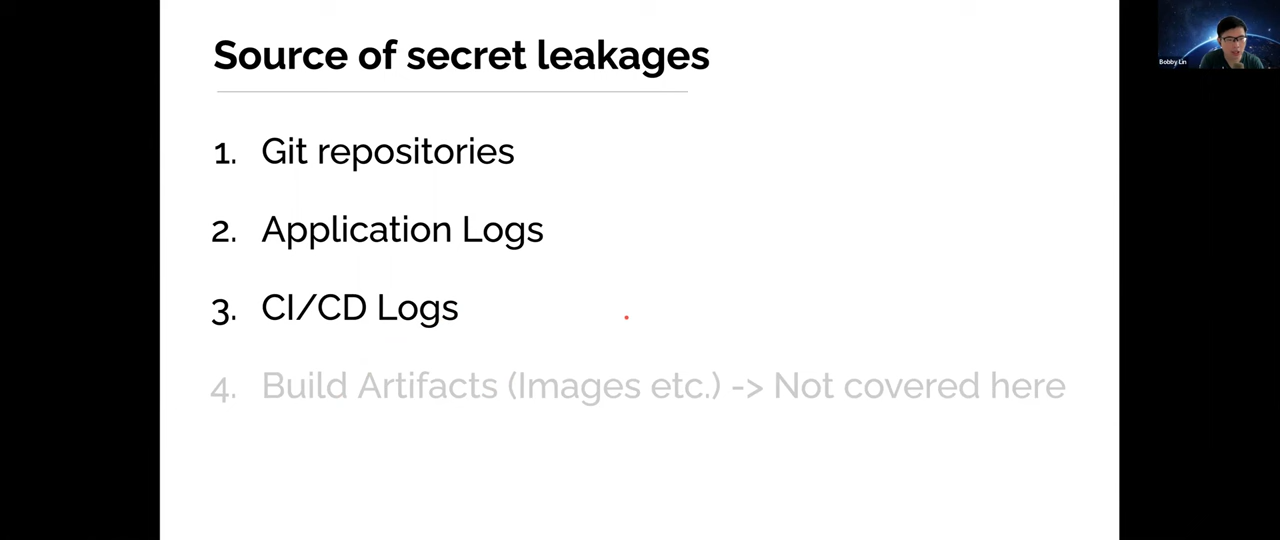 Source of secret leakages
1. Git repositories
2. Application Logs
3. CI/CD Logs
4. Build Artifacts (Images etc.) -> Not covered here
Bobby Lin